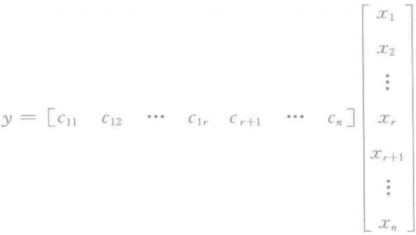 y = [c₁₁ c₁₂ ⋯ c₁ᵣ cᵣ₊₁ ⋯ cₙ] [x₁ x₂ ⋮ xᵣ xᵣ₊₁ ⋮ xₙ]